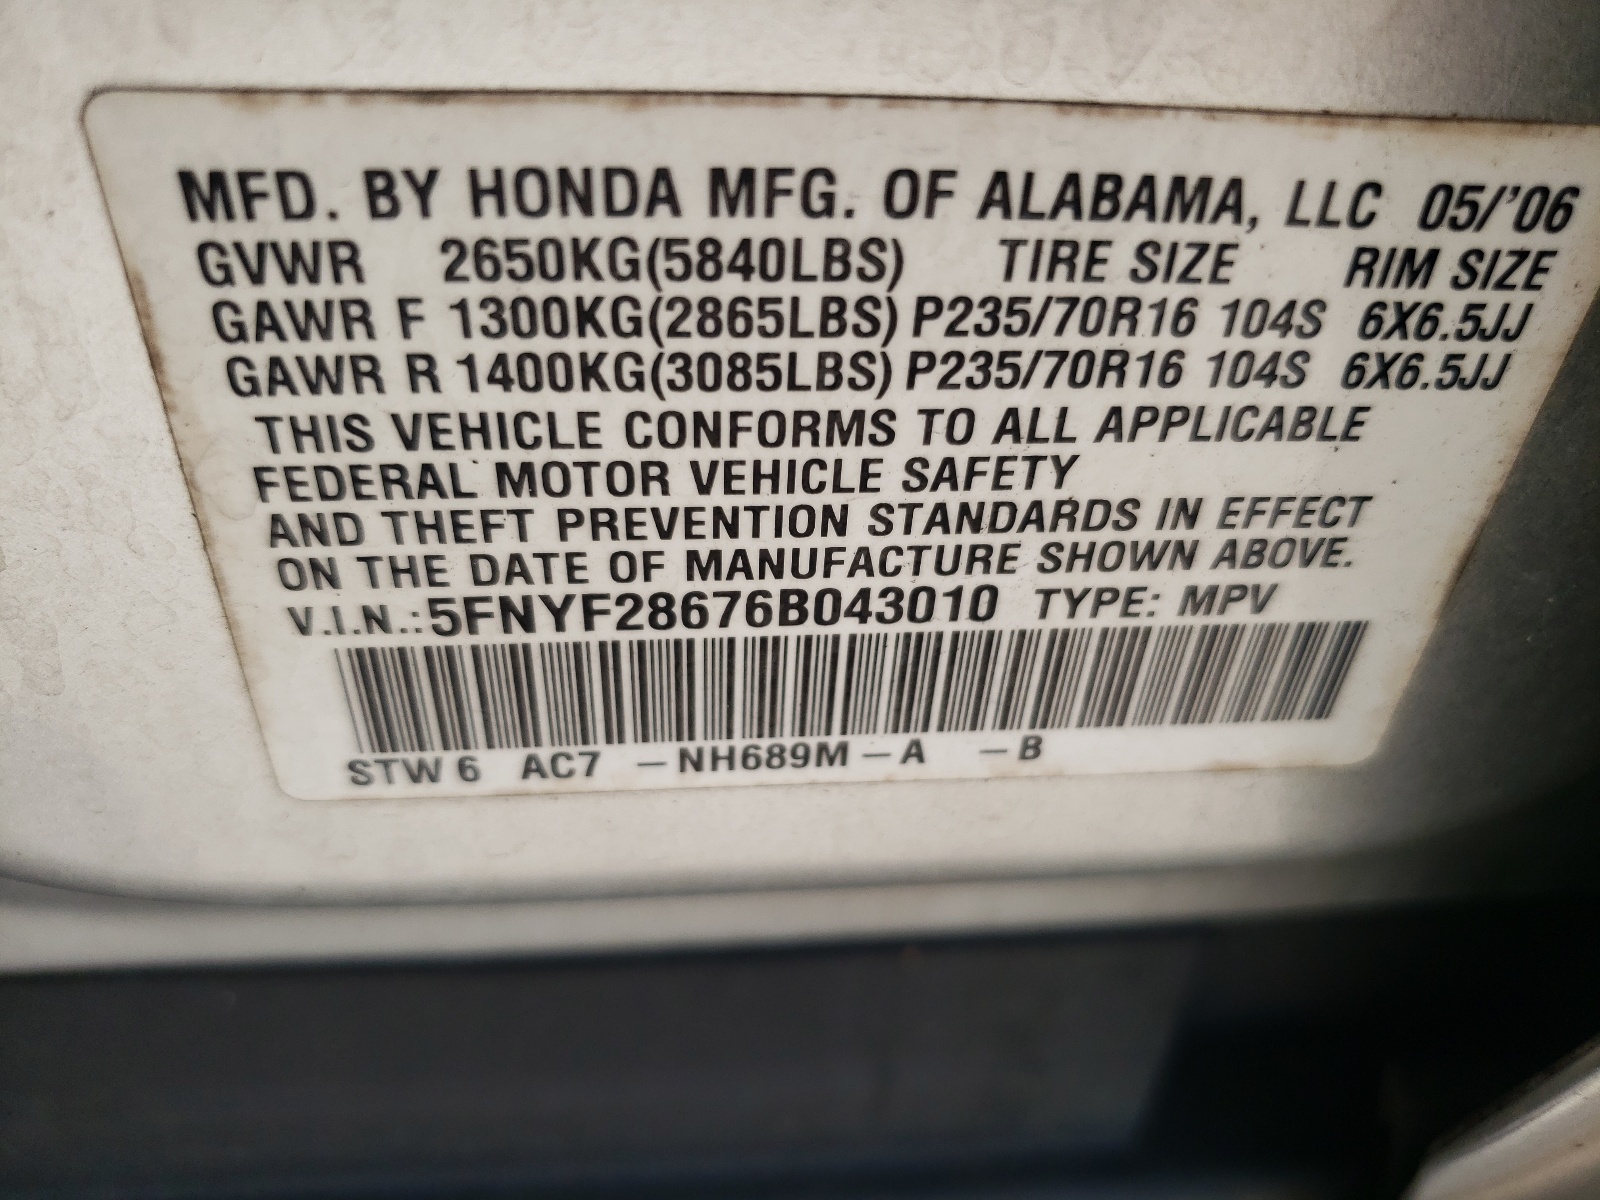 MFD. BY HONDA MFG. OF ALABAMA, LLC 05/'06
GVWR 2650KG(5840LBS) TIRE SIZE RIM SIZE
GAWR F 1300KG(2865LBS) P235/70R16 104S 6X6.5JJ
GAWR R 1400KG(3085LBS) P235/70R16 104S 6X6.5JJ
THIS VEHICLE CONFORMS TO ALL APPLICABLE
FEDERAL MOTOR VEHICLE SAFETY
AND THEFT PREVENTION STANDARDS IN EFFECT
ON THE DATE OF MANUFACTURE SHOWN ABOVE.
V.I.N.:5FNYF28676B043010 TYPE: MPV
STW 6 AC7 –NH689M – A – B